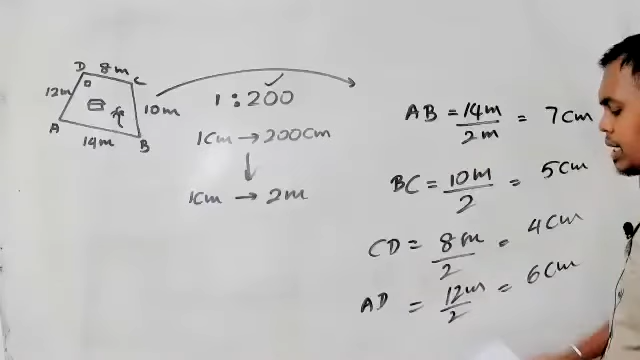 D 8m C
12m
10m
A
14m
B
1 : 200
1cm → 200cm
1cm → 2m
AB = 14m/2m = 7cm
BC = 10m/2 = 5cm
CD = 8m/2 = 4cm
AD = 12m/2 = 6cm